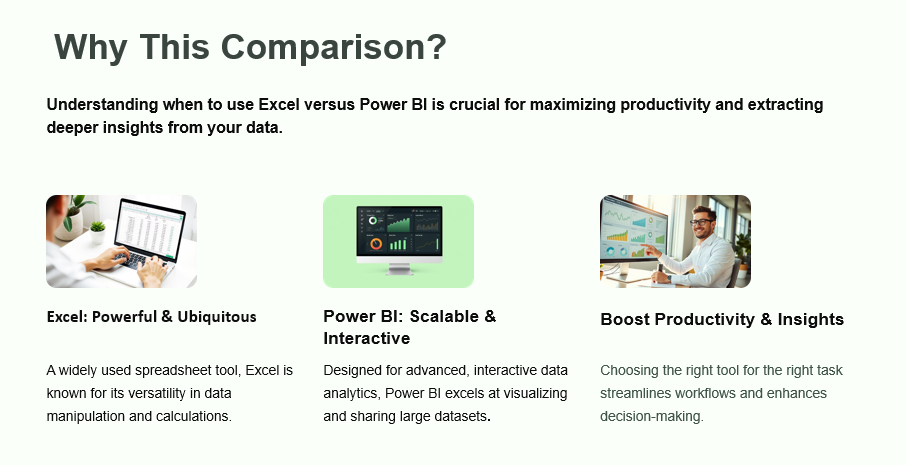 Why This Comparison?
Understanding when to use Excel versus Power BI is crucial for maximizing productivity and extracting
deeper insights from your data.
Excel: Powerful & Ubiquitous
A widely used spreadsheet tool, Excel is
known for its versatility in data
manipulation and calculations.
Power BI: Scalable &
Interactive
Designed for advanced, interactive data
analytics, Power BI excels at visualizing
and sharing large datasets.
Boost Productivity & Insights
Choosing the right tool for the right task
streamlines workflows and enhances
decision-making.